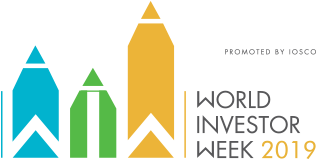 PROMOTED BY IOSCO
WORLD
INVESTOR
WEEK 2019